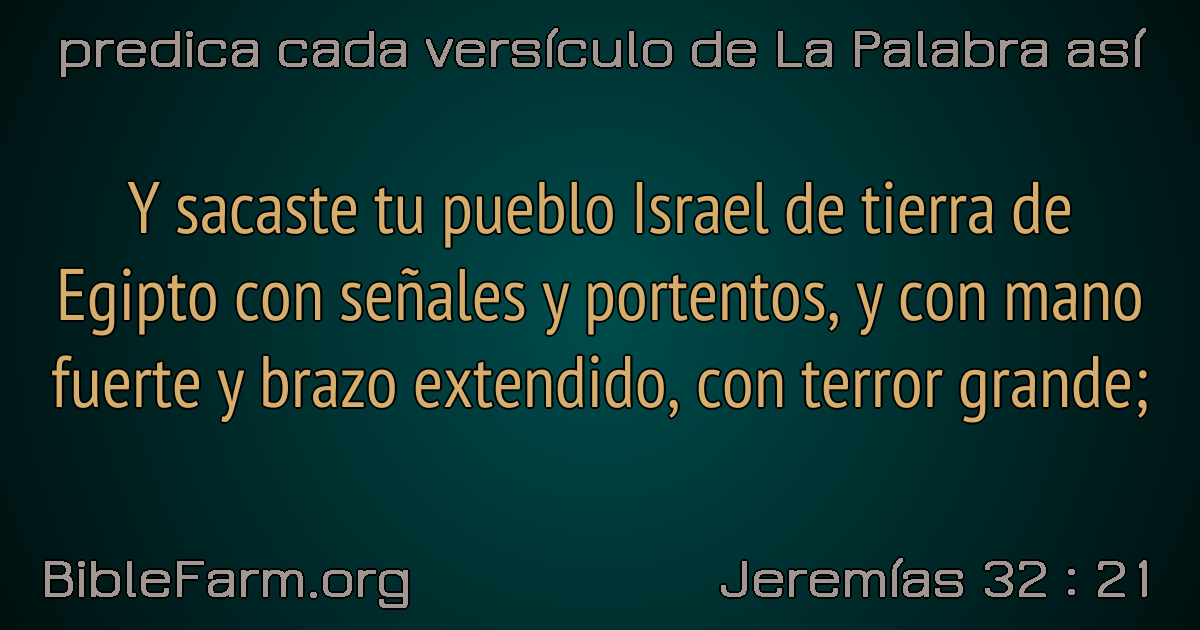 predica cada versículo de La Palabra así
Y sacaste tu pueblo Israel de tierra de
Egipto con señales y portentos, y con mano
fuerte y brazo extendido, con terror grande;
BibleFarm.org
Jeremías 32 : 21